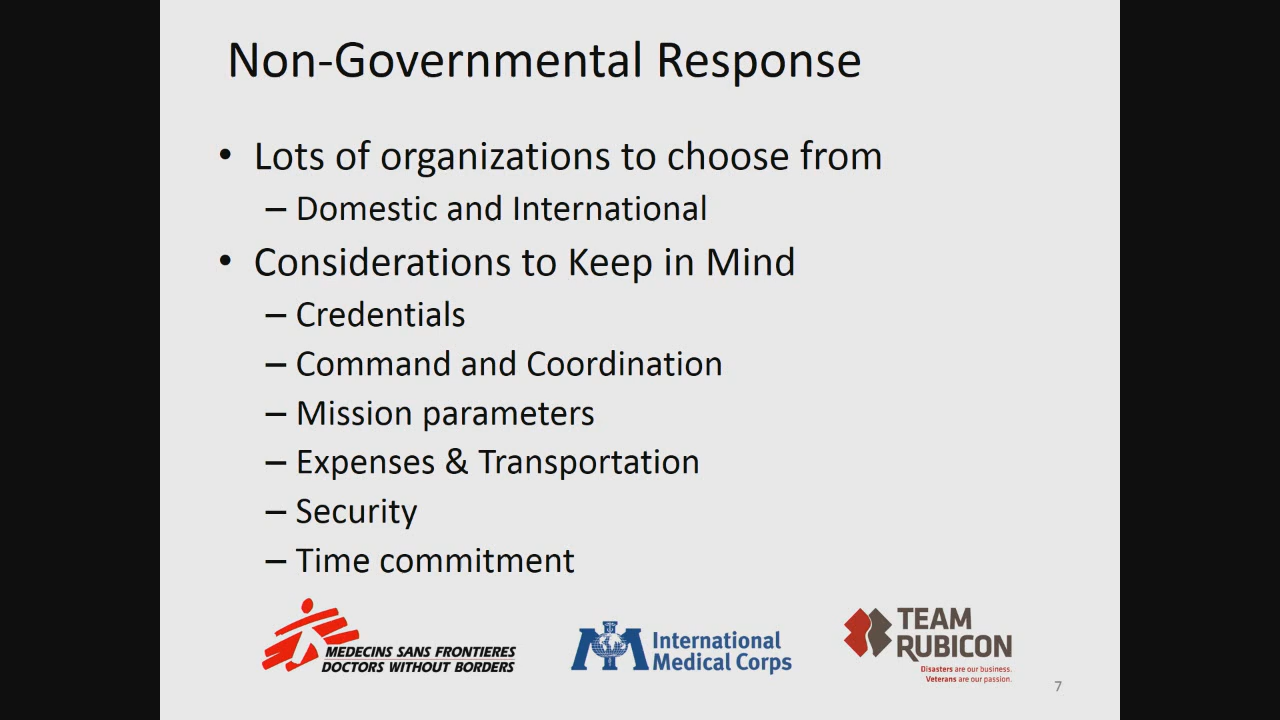 Non-Governmental Response
• Lots of organizations to choose from
– Domestic and International
• Considerations to Keep in Mind
– Credentials
– Command and Coordination
– Mission parameters
– Expenses & Transportation
– Security
– Time commitment
MEDECINS SANS FRONTIERES
DOCTORS WITHOUT BORDERS
International
Medical Corps
TEAM
RUBICON
Disasters are our business.
Veterans are our passion.
7